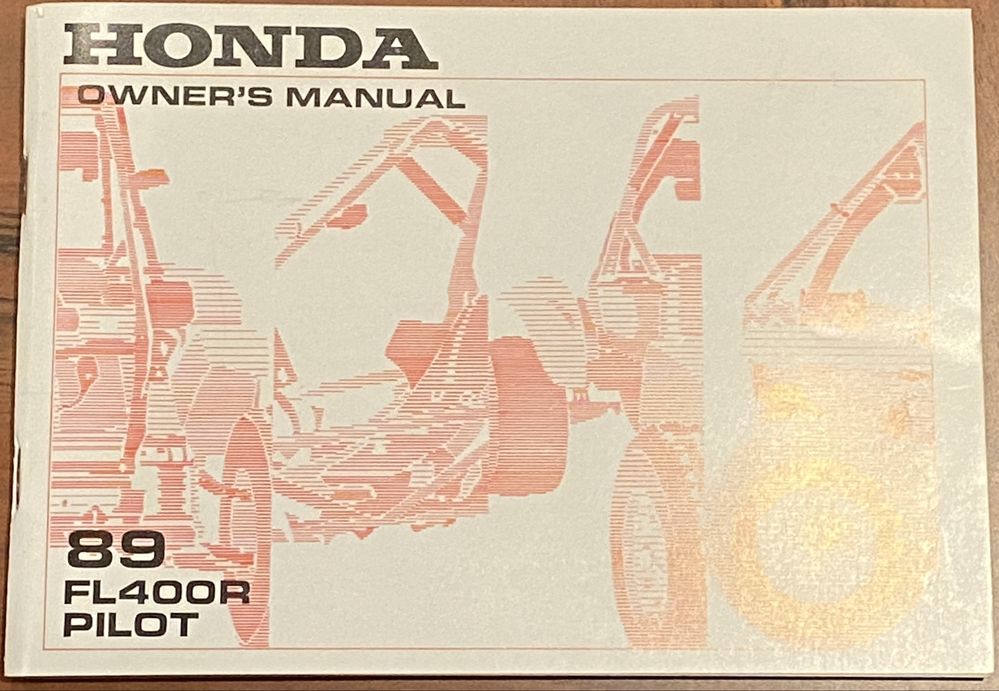 HONDA
OWNER'S MANUAL
89
FL400R
PILOT